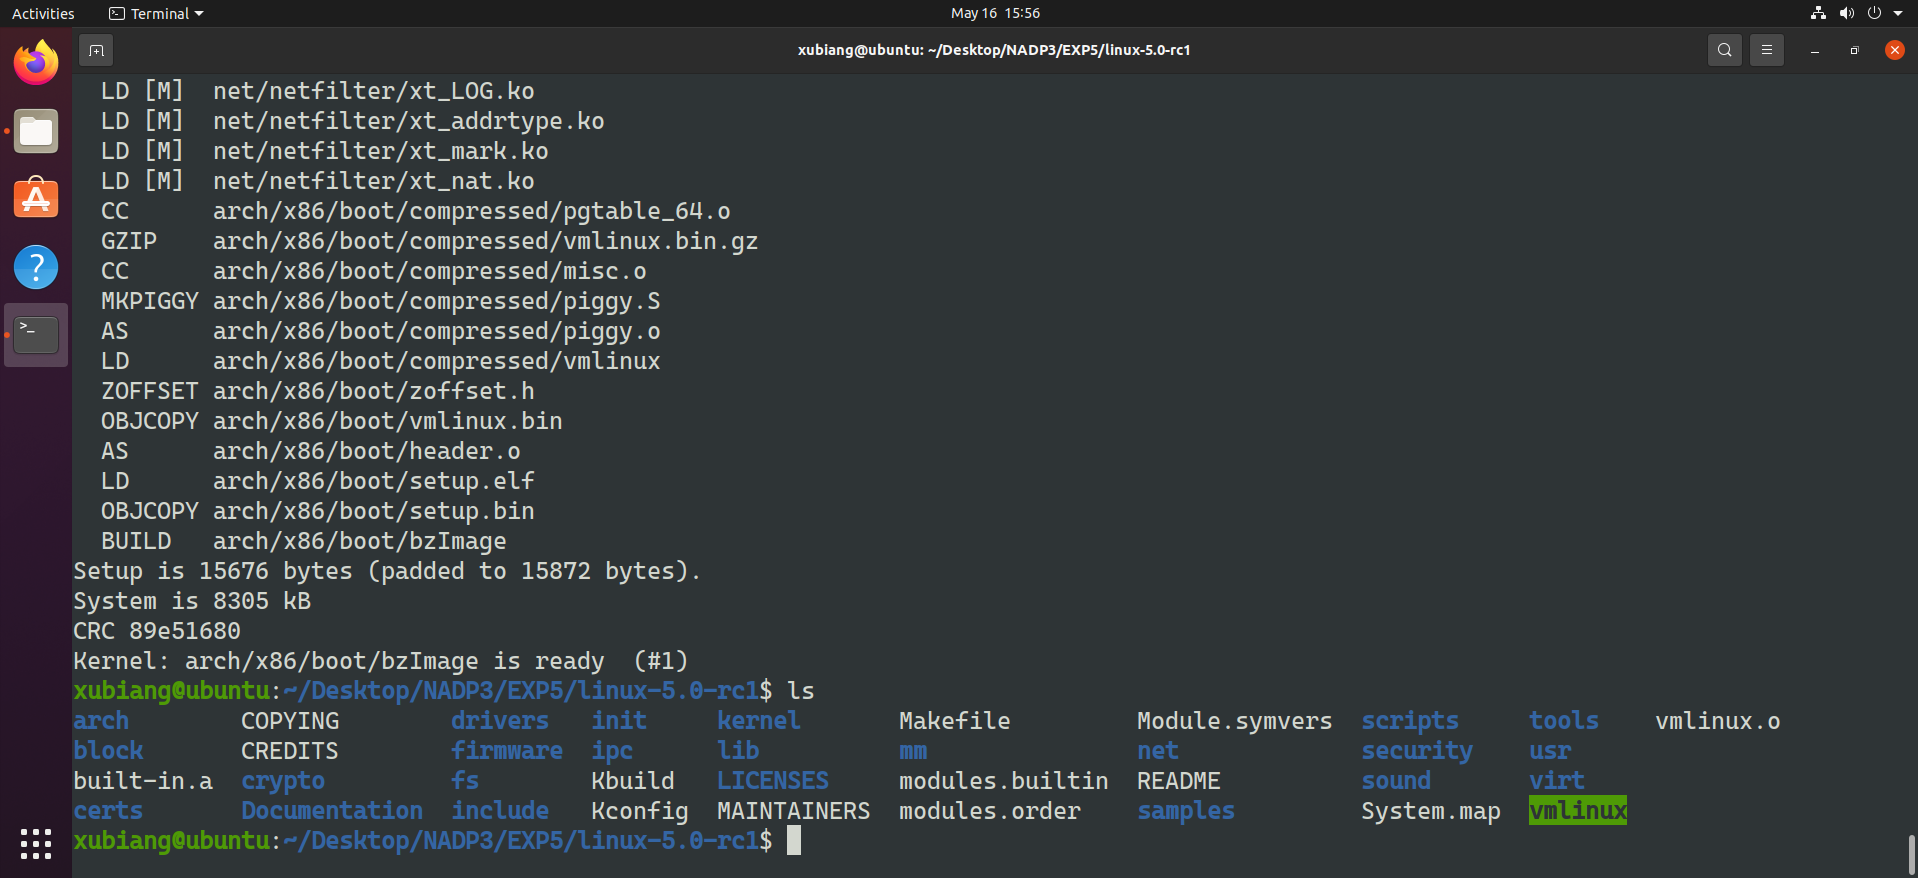 Activities Terminal May 16 15:56
xubiang@ubuntu: ~/Desktop/NADP3/EXP5/linux-5.0-rc1
LD [M] net/netfilter/xt_LOG.ko
LD [M] net/netfilter/xt_addrtype.ko
LD [M] net/netfilter/xt_mark.ko
LD [M] net/netfilter/xt_nat.ko
CC arch/x86/boot/compressed/pgtable_64.o
GZIP arch/x86/boot/compressed/vmlinux.bin.gz
CC arch/x86/boot/compressed/misc.o
MKPIGGY arch/x86/boot/compressed/piggy.S
AS arch/x86/boot/compressed/piggy.o
LD arch/x86/boot/compressed/vmlinux
ZOFFSET arch/x86/boot/zoffset.h
OBJCOPY arch/x86/boot/vmlinux.bin
AS arch/x86/boot/header.o
LD arch/x86/boot/setup.elf
OBJCOPY arch/x86/boot/setup.bin
BUILD arch/x86/boot/bzImage
Setup is 15676 bytes (padded to 15872 bytes).
System is 8305 kB
CRC 89e51680
Kernel: arch/x86/boot/bzImage is ready (#1)
xubiang@ubuntu:~/Desktop/NADP3/EXP5/linux-5.0-rc1$ ls
arch COPYING drivers init kernel Makefile Module.symvers scripts tools vmlinux.o
block CREDITS firmware ipc lib mm net security usr
built-in.a crypto fs Kbuild LICENSES modules.builtin README sound virt
certs Documentation include Kconfig MAINTAINERS modules.order samples System.map vmlinux
xubiang@ubuntu:~/Desktop/NADP3/EXP5/linux-5.0-rc1$